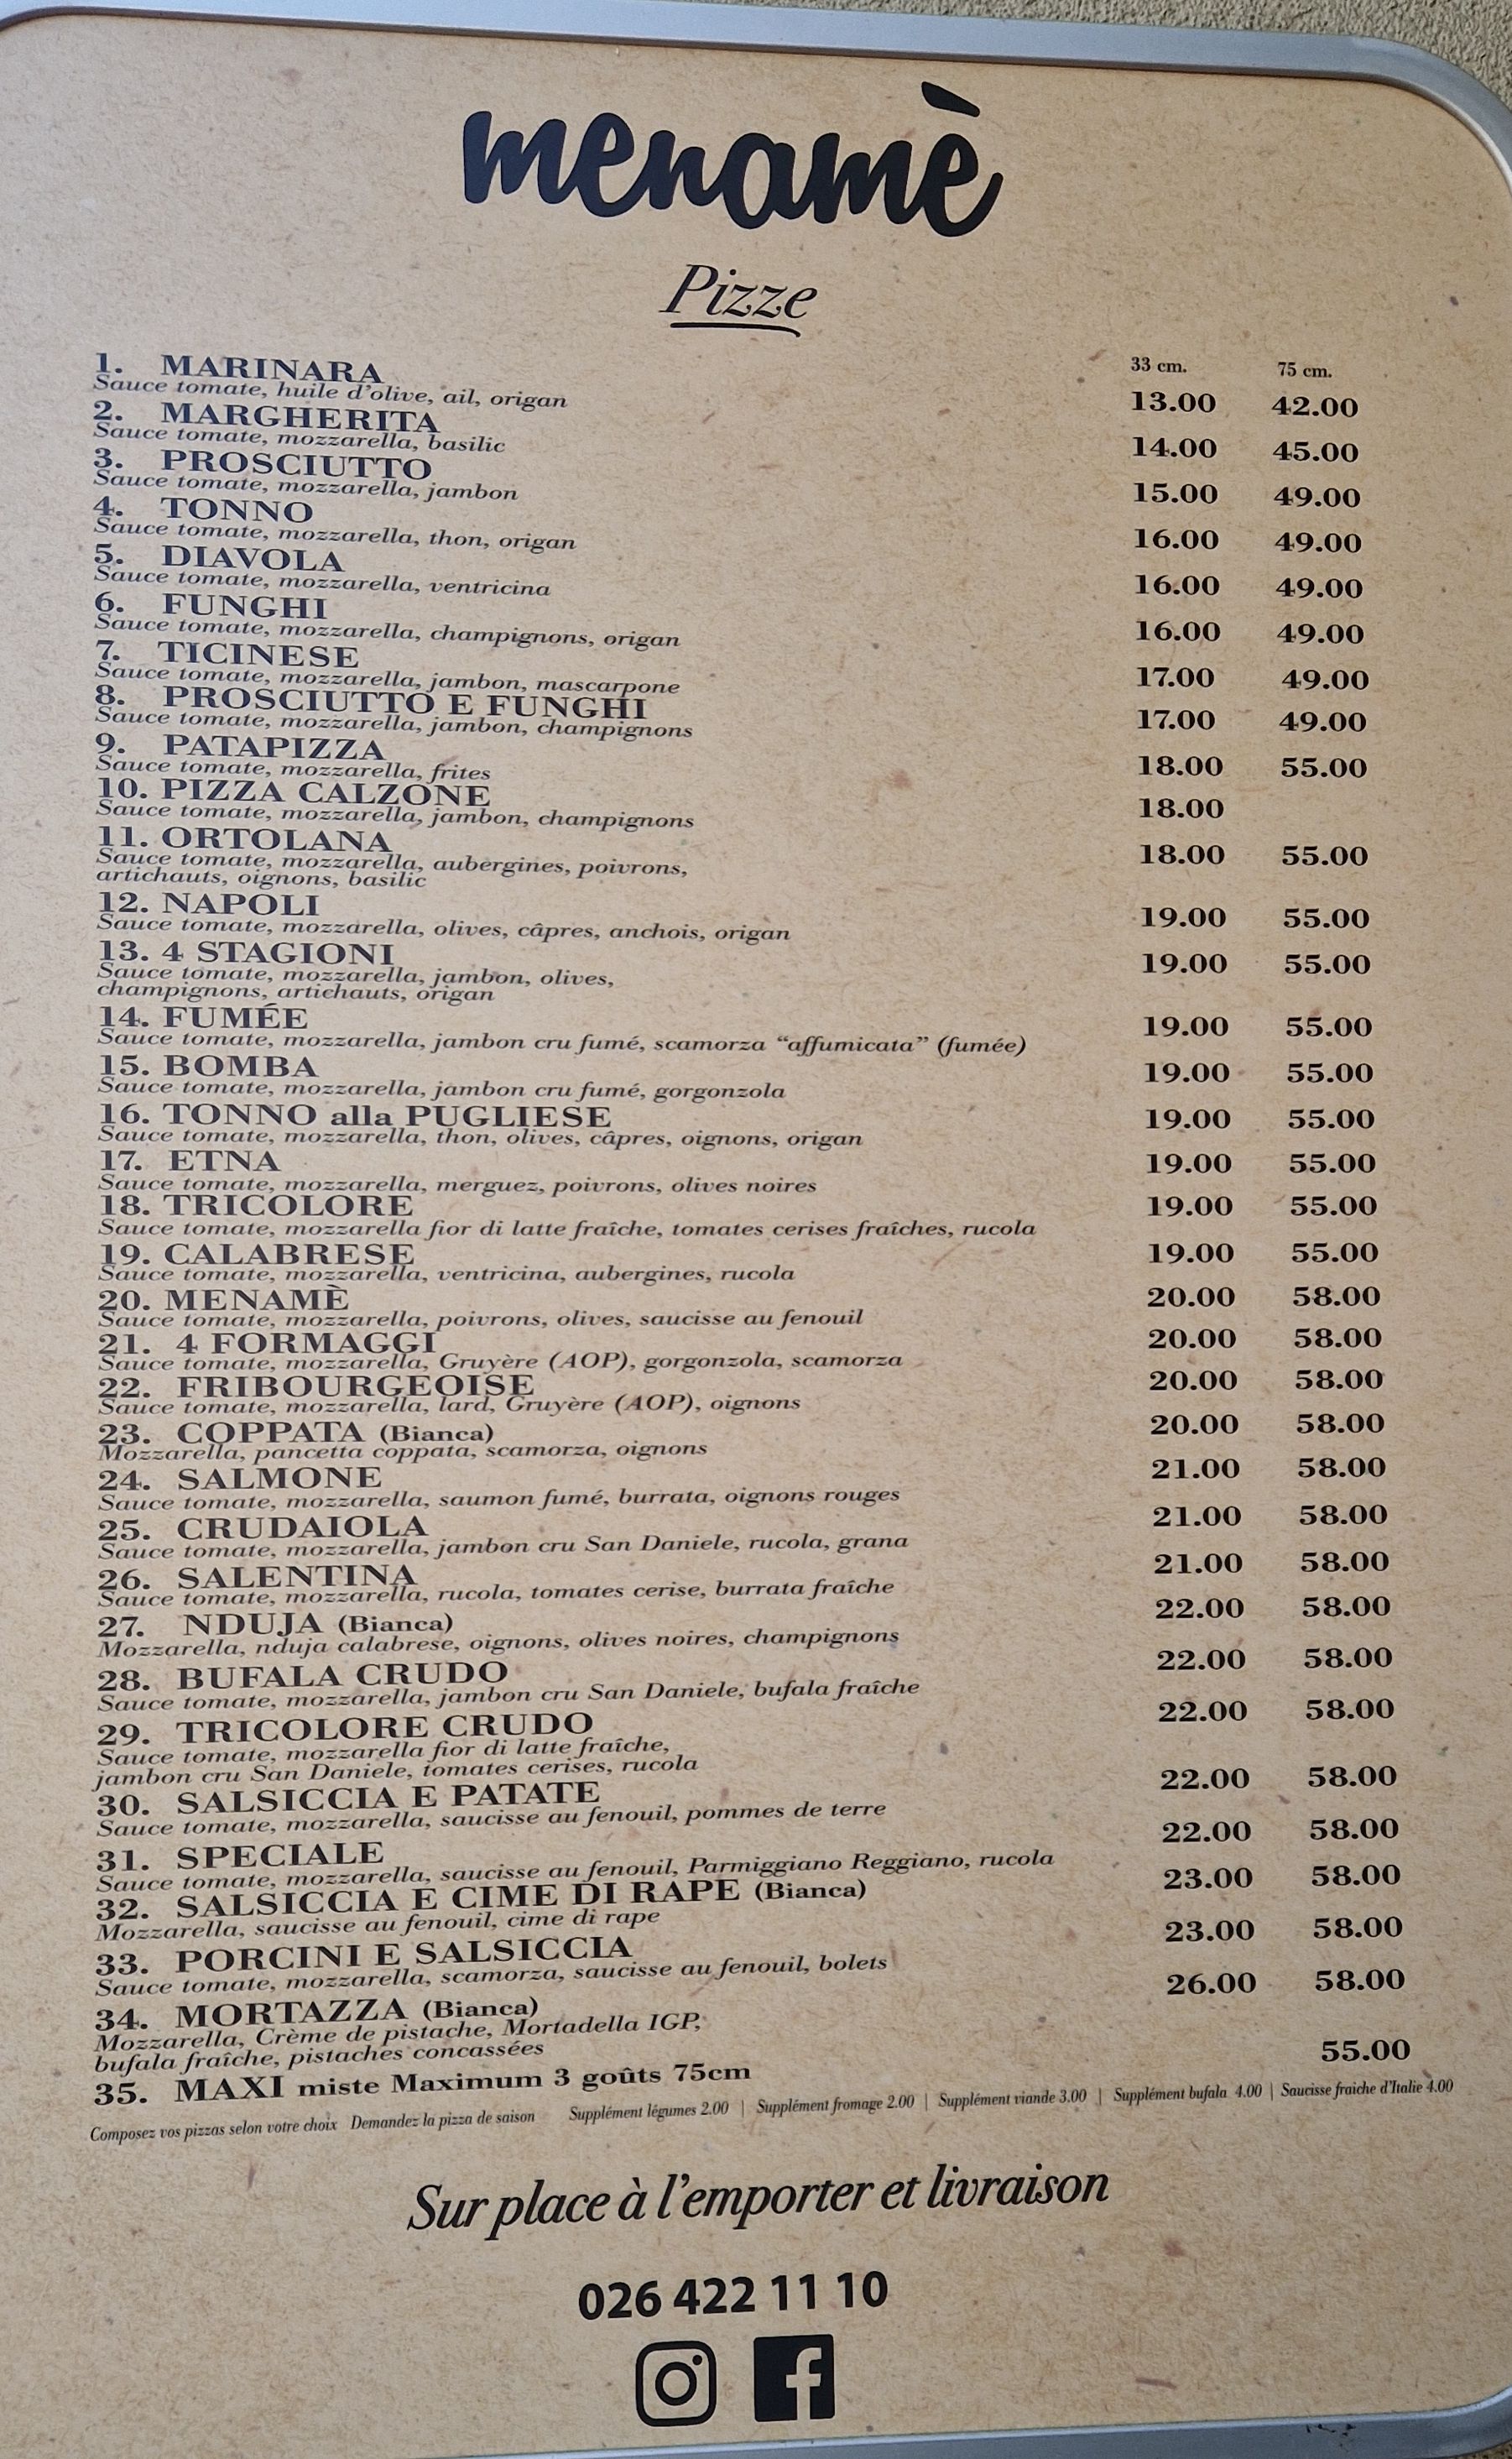 menamè
Pizze
33 cm. 75 cm.
1. MARINARA 13.00 42.00
Sauce tomate, huile d'olive, ail, origan
2. MARGHERITA 14.00 45.00
Sauce tomate, mozzarella, basilic
3. PROSCIUTTO 15.00 49.00
Sauce tomate, mozzarella, jambon
4. TONNO 16.00 49.00
Sauce tomate, mozzarella, thon, origan
5. DIAVOLA 16.00 49.00
Sauce tomate, mozzarella, ventricina
6. FUNGHI 16.00 49.00
Sauce tomate, mozzarella, champignons, origan
7. TICINESE 17.00 49.00
Sauce tomate, mozzarella, jambon, mascarpone
8. PROSCIUTTO E FUNGHI 17.00 49.00
Sauce tomate, mozzarella, jambon, champignons
9. PATAPIZZA 18.00 55.00
Sauce tomate, mozzarella, frites
10. PIZZA CALZONE 18.00
Sauce tomate, mozzarella, jambon, champignons
11. ORTOLANA 18.00 55.00
Sauce tomate, mozzarella, aubergines, poivrons,
artichauts, oignons, basilic
12. NAPOLI 19.00 55.00
Sauce tomate, mozzarella, olives, câpres, anchois, origan
13. 4 STAGIONI 19.00 55.00
Sauce tomate, mozzarella, jambon, olives,
champignons, artichauts, origan
14. FUMÉE 19.00 55.00
Sauce tomate, mozzarella, jambon cru fumé, scamorza “affumicata” (fumée)
15. BOMBA 19.00 55.00
Sauce tomate, mozzarella, jambon cru fumé, gorgonzola
16. TONNO alla PUGLIESE 19.00 55.00
Sauce tomate, mozzarella, thon, olives, câpres, oignons, origan
17. ETNA 19.00 55.00
Sauce tomate, mozzarella, merguez, poivrons, olives noires
18. TRICOLORE 19.00 55.00
Sauce tomate, mozzarella fior di latte fraîche, tomates cerises fraîches, rucola
19. CALABRESE 19.00 55.00
Sauce tomate, mozzarella, ventricina, aubergines, rucola
20. MENAMÈ 20.00 58.00
Sauce tomate, mozzarella, poivrons, olives, saucisse au fenouil
21. 4 FORMAGGI 20.00 58.00
Sauce tomate, mozzarella, Gruyère (AOP), gorgonzola, scamorza
22. FRIBOURGEOISE 20.00 58.00
Sauce tomate, mozzarella, lard, Gruyère (AOP), oignons
23. COPPATA (Bianca) 20.00 58.00
Mozzarella, pancetta coppata, scamorza, oignons
24. SALMONE 21.00 58.00
Sauce tomate, mozzarella, saumon fumé, burrata, oignons rouges
25. CRUDAIOLA 21.00 58.00
Sauce tomate, mozzarella, jambon cru San Daniele, rucola, grana
26. SALENTINA 21.00 58.00
Sauce tomate, mozzarella, rucola, tomates cerise, burrata fraîche
27. NDUJA (Bianca) 22.00 58.00
Mozzarella, nduja calabrese, oignons, olives noires, champignons
28. BUFALA CRUDO 22.00 58.00
Sauce tomate, mozzarella, jambon cru San Daniele, bufala fraîche
29. TRICOLORE CRUDO 22.00 58.00
Sauce tomate, mozzarella fior di latte fraîche,
jambon cru San Daniele, tomates cerises, rucola
30. SALSICCIA E PATATE 22.00 58.00
Sauce tomate, mozzarella, saucisse au fenouil, pommes de terre
31. SPECIALE 22.00 58.00
Sauce tomate, mozzarella, saucisse au fenouil, Parmiggiano Reggiano, rucola
32. SALSICCIA E CIME DI RAPE (Bianca) 23.00 58.00
Mozzarella, saucisse au fenouil, cime di rape
33. PORCINI E SALSICCIA 23.00 58.00
Sauce tomate, mozzarella, scamorza, saucisse au fenouil, bolets
34. MORTAZZA (Bianca) 26.00 58.00
Mozzarella, Crème de pistache, Mortadella IGP,
bufala fraîche, pistaches concassées
35. MAXI miste Maximum 3 goûts 75cm 55.00
Composez vos pizzas selon votre choix Demandez la pizza de saison Supplément légumes 2.00 | Supplément fromage 2.00 | Supplément viande 3.00 | Supplément bufala 4.00 | Saucisse fraiche d'Italie 4.00
Sur place à l'emporter et livraison
026 422 11 10